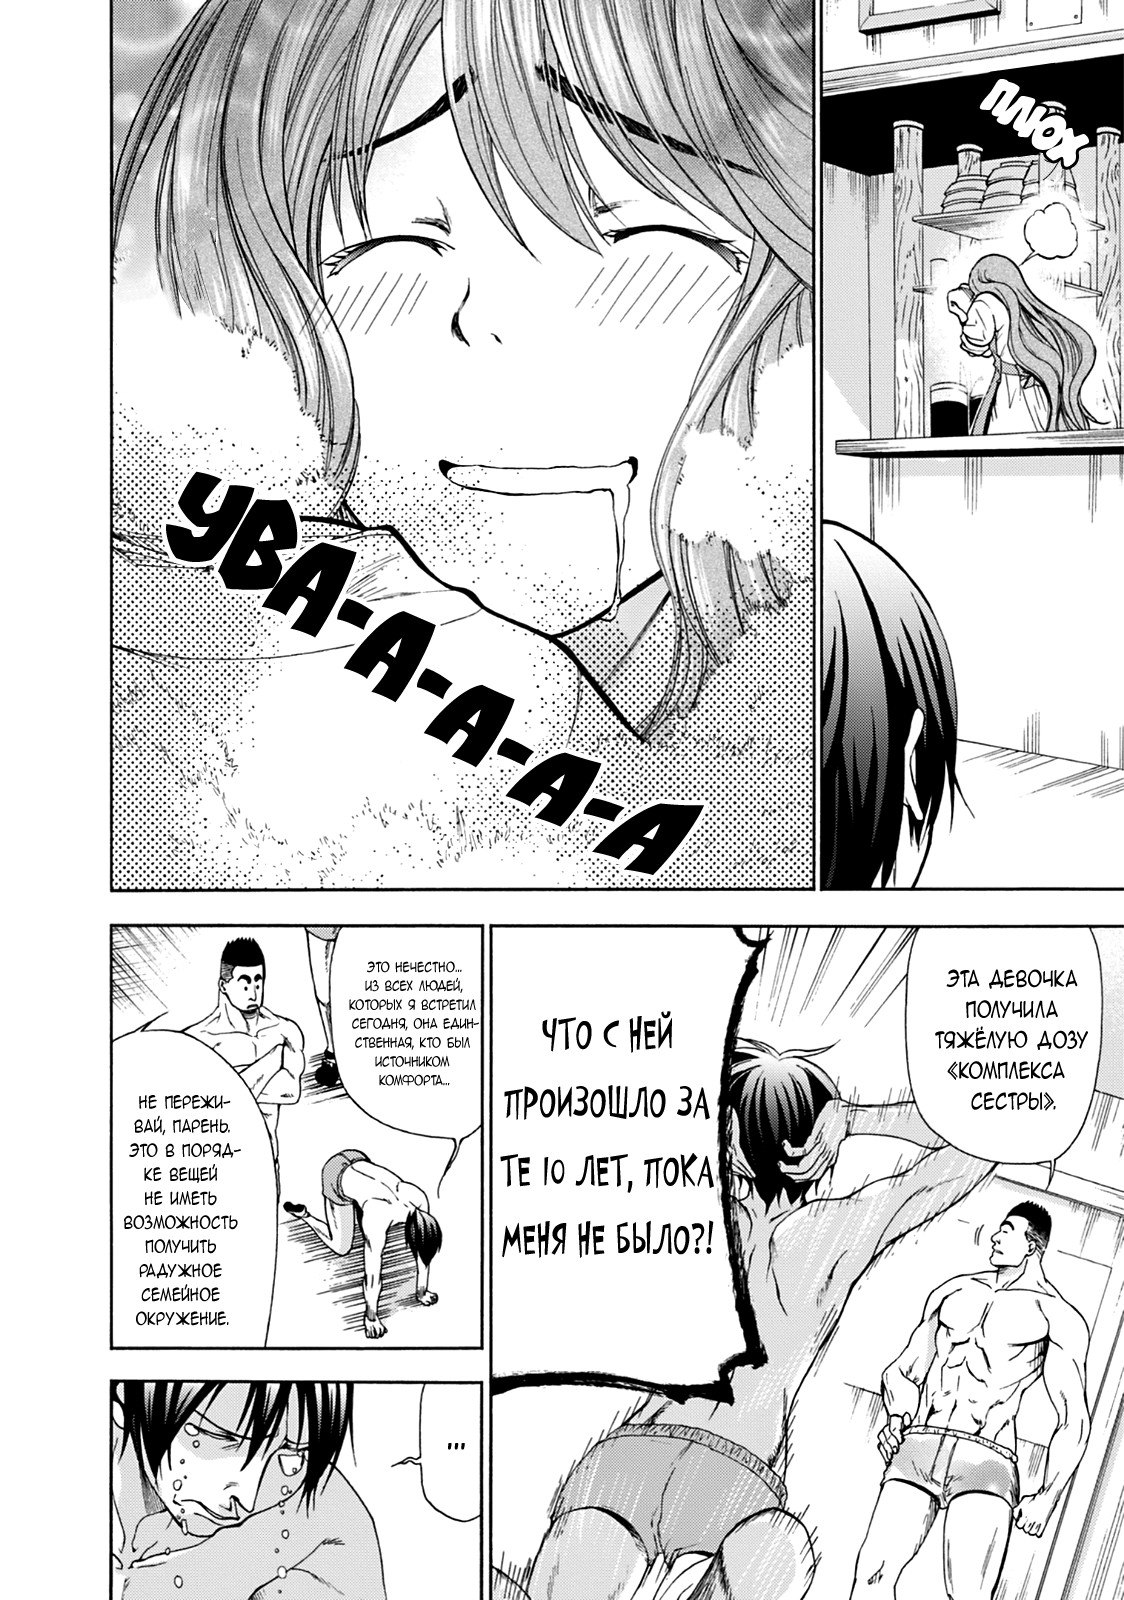 ПЛЮХ
УВА-А-А-А-А-А
ЭТА ДЕВОЧКА
ПОЛУЧИЛА
ТЯЖЁЛУЮ ДОЗУ
«КОМПЛЕКСА
СЕСТРЫ».
ЧТО С НЕЙ
ПРОИЗОШЛО ЗА
ТЕ 10 ЛЕТ, ПОКА
МЕНЯ НЕ БЫЛО?!
ЭТО НЕЧЕСТНО...
ИЗ ВСЕХ ЛЮДЕЙ,
КОТОРЫХ Я ВСТРЕТИЛ
СЕГОДНЯ, ОНА ЕДИН-
СТВЕННАЯ, КТО БЫЛ
ИСТОЧНИКОМ
КОМФОРТА...
НЕ ПЕРЕЖИ-
ВАЙ, ПАРЕНЬ.
ЭТО В ПОРЯД-
КЕ ВЕЩЕЙ
НЕ ИМЕТЬ
ВОЗМОЖНОСТЬ
ПОЛУЧИТЬ
РАДУЖНОЕ
СЕМЕЙНОЕ
ОКРУЖЕНИЕ.
...